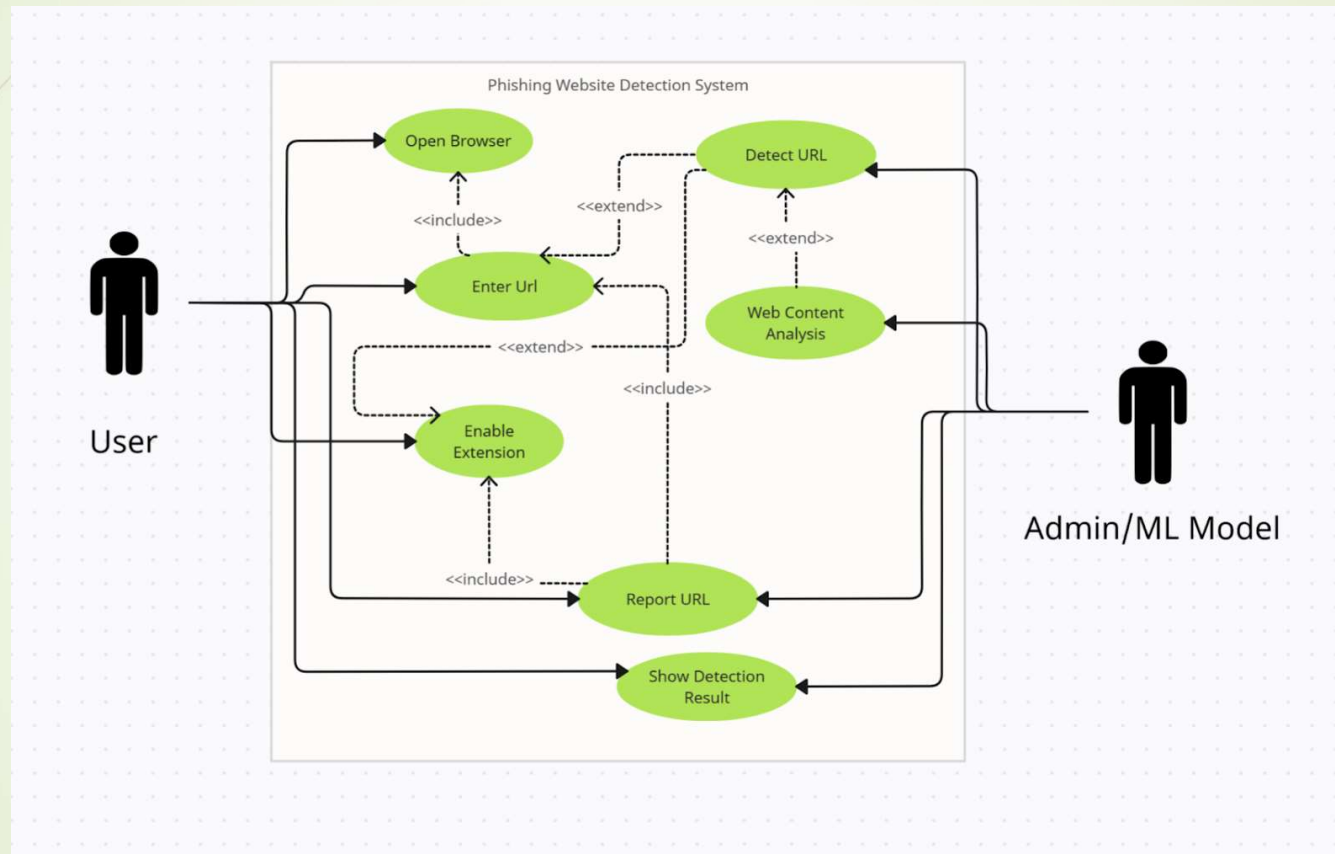 Phishing Website Detection System
Open Browser
Detect URL
<<extend>>
<<include>>
<<extend>>
Enter Url
Web Content
Analysis
<<extend>>
<<include>>
Enable
Extension
User
Admin/ML Model
<<include>>
Report URL
Show Detection
Result